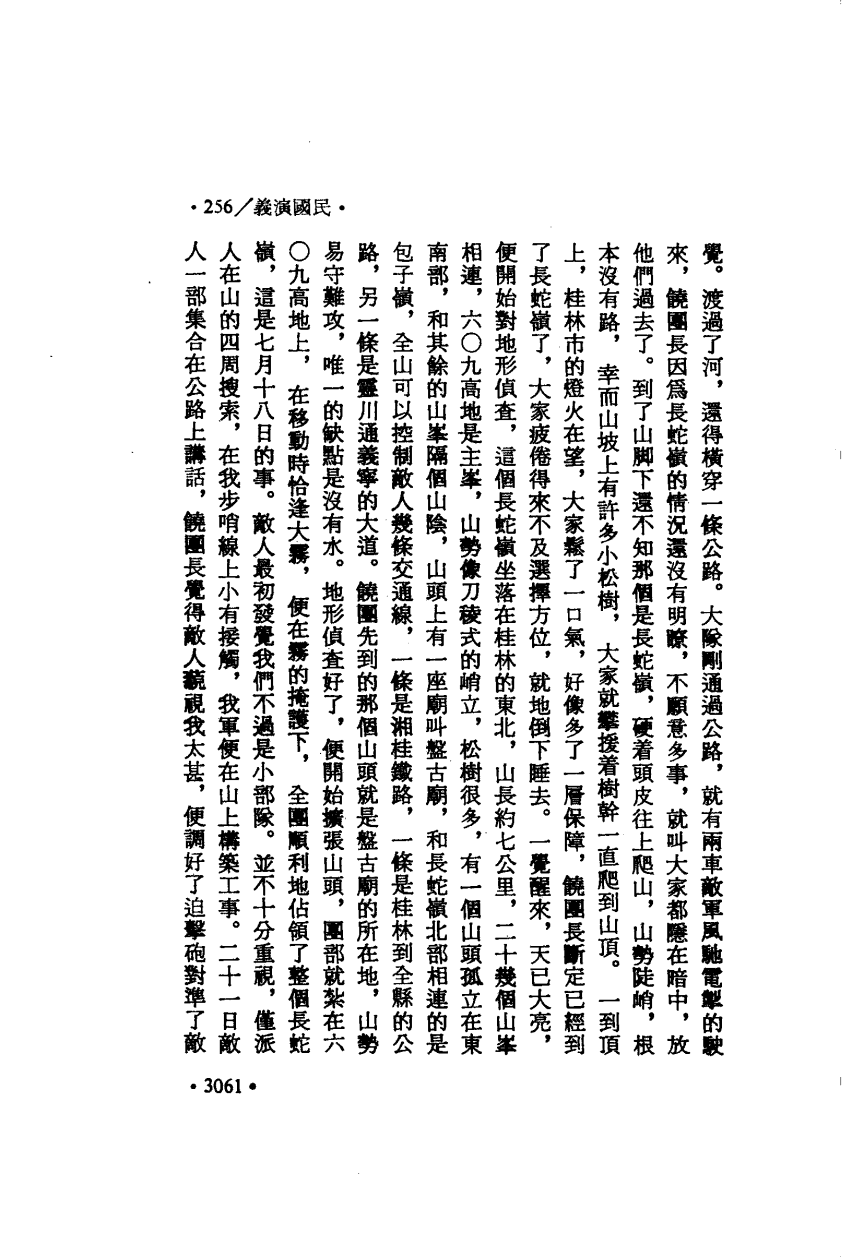 ·256／義演國民·
覺。渡過了河，還得橫穿一條公路。大隊剛通過公路，就有兩車敵軍風馳電掣的駛
來，饒團長因爲長蛇嶺的情況還沒有明瞭，不願意多事，就叫大家都隱在暗中，放
他們過去了。到了山脚下還不知那個是長蛇嶺，硬着頭皮往上爬山，山勢陡峭，根
本沒有路，幸而山坡上有許多小松樹，大家就攀援着樹幹一直爬到山頂。一到頂
上，桂林市的燈火在望，大家鬆了一口氣，好像多了一層保障，饒團長斷定已經到
了長蛇嶺了，大家疲倦得來不及選擇方位，就地倒下睡去。一覺醒來，天已大亮，
便開始對地形偵查，這個長蛇嶺坐落在桂林的東北，山長約七公里，二十幾個山峯
相連，六〇九高地是主峯，山勢像刀稜式的峭立，松樹很多，有一個山頭孤立在東
南部，和其餘的山峯隔個山陰，山頭上有一座廟叫盤古廟，和長蛇嶺北部相連的是
包子嶺，全山可以控制敵人幾條交通線，一條是湘桂鐵路，一條是桂林到全縣的公
路，另一條是靈川通義寧的大道。饒團先到的那個山頭就是盤古廟的所在地，山勢
易守難攻，唯一的缺點是沒有水。地形偵查好了，便開始擴張山頭，團部就紮在六
〇九高地上，在移動時恰逢大霧，便在霧的掩護下，全團順利地佔領了整個長蛇
嶺，這是七月十八日的事。敵人最初發覺我們不過是小部隊。並不十分重視，僅派
人在山的四周搜索，在我步哨線上小有接觸，我軍便在山上構築工事。二十一日敵
人一部集合在公路上講話，饒團長覺得敵人藐視我太甚，便調好了迫擊砲對準了敵
·3061·